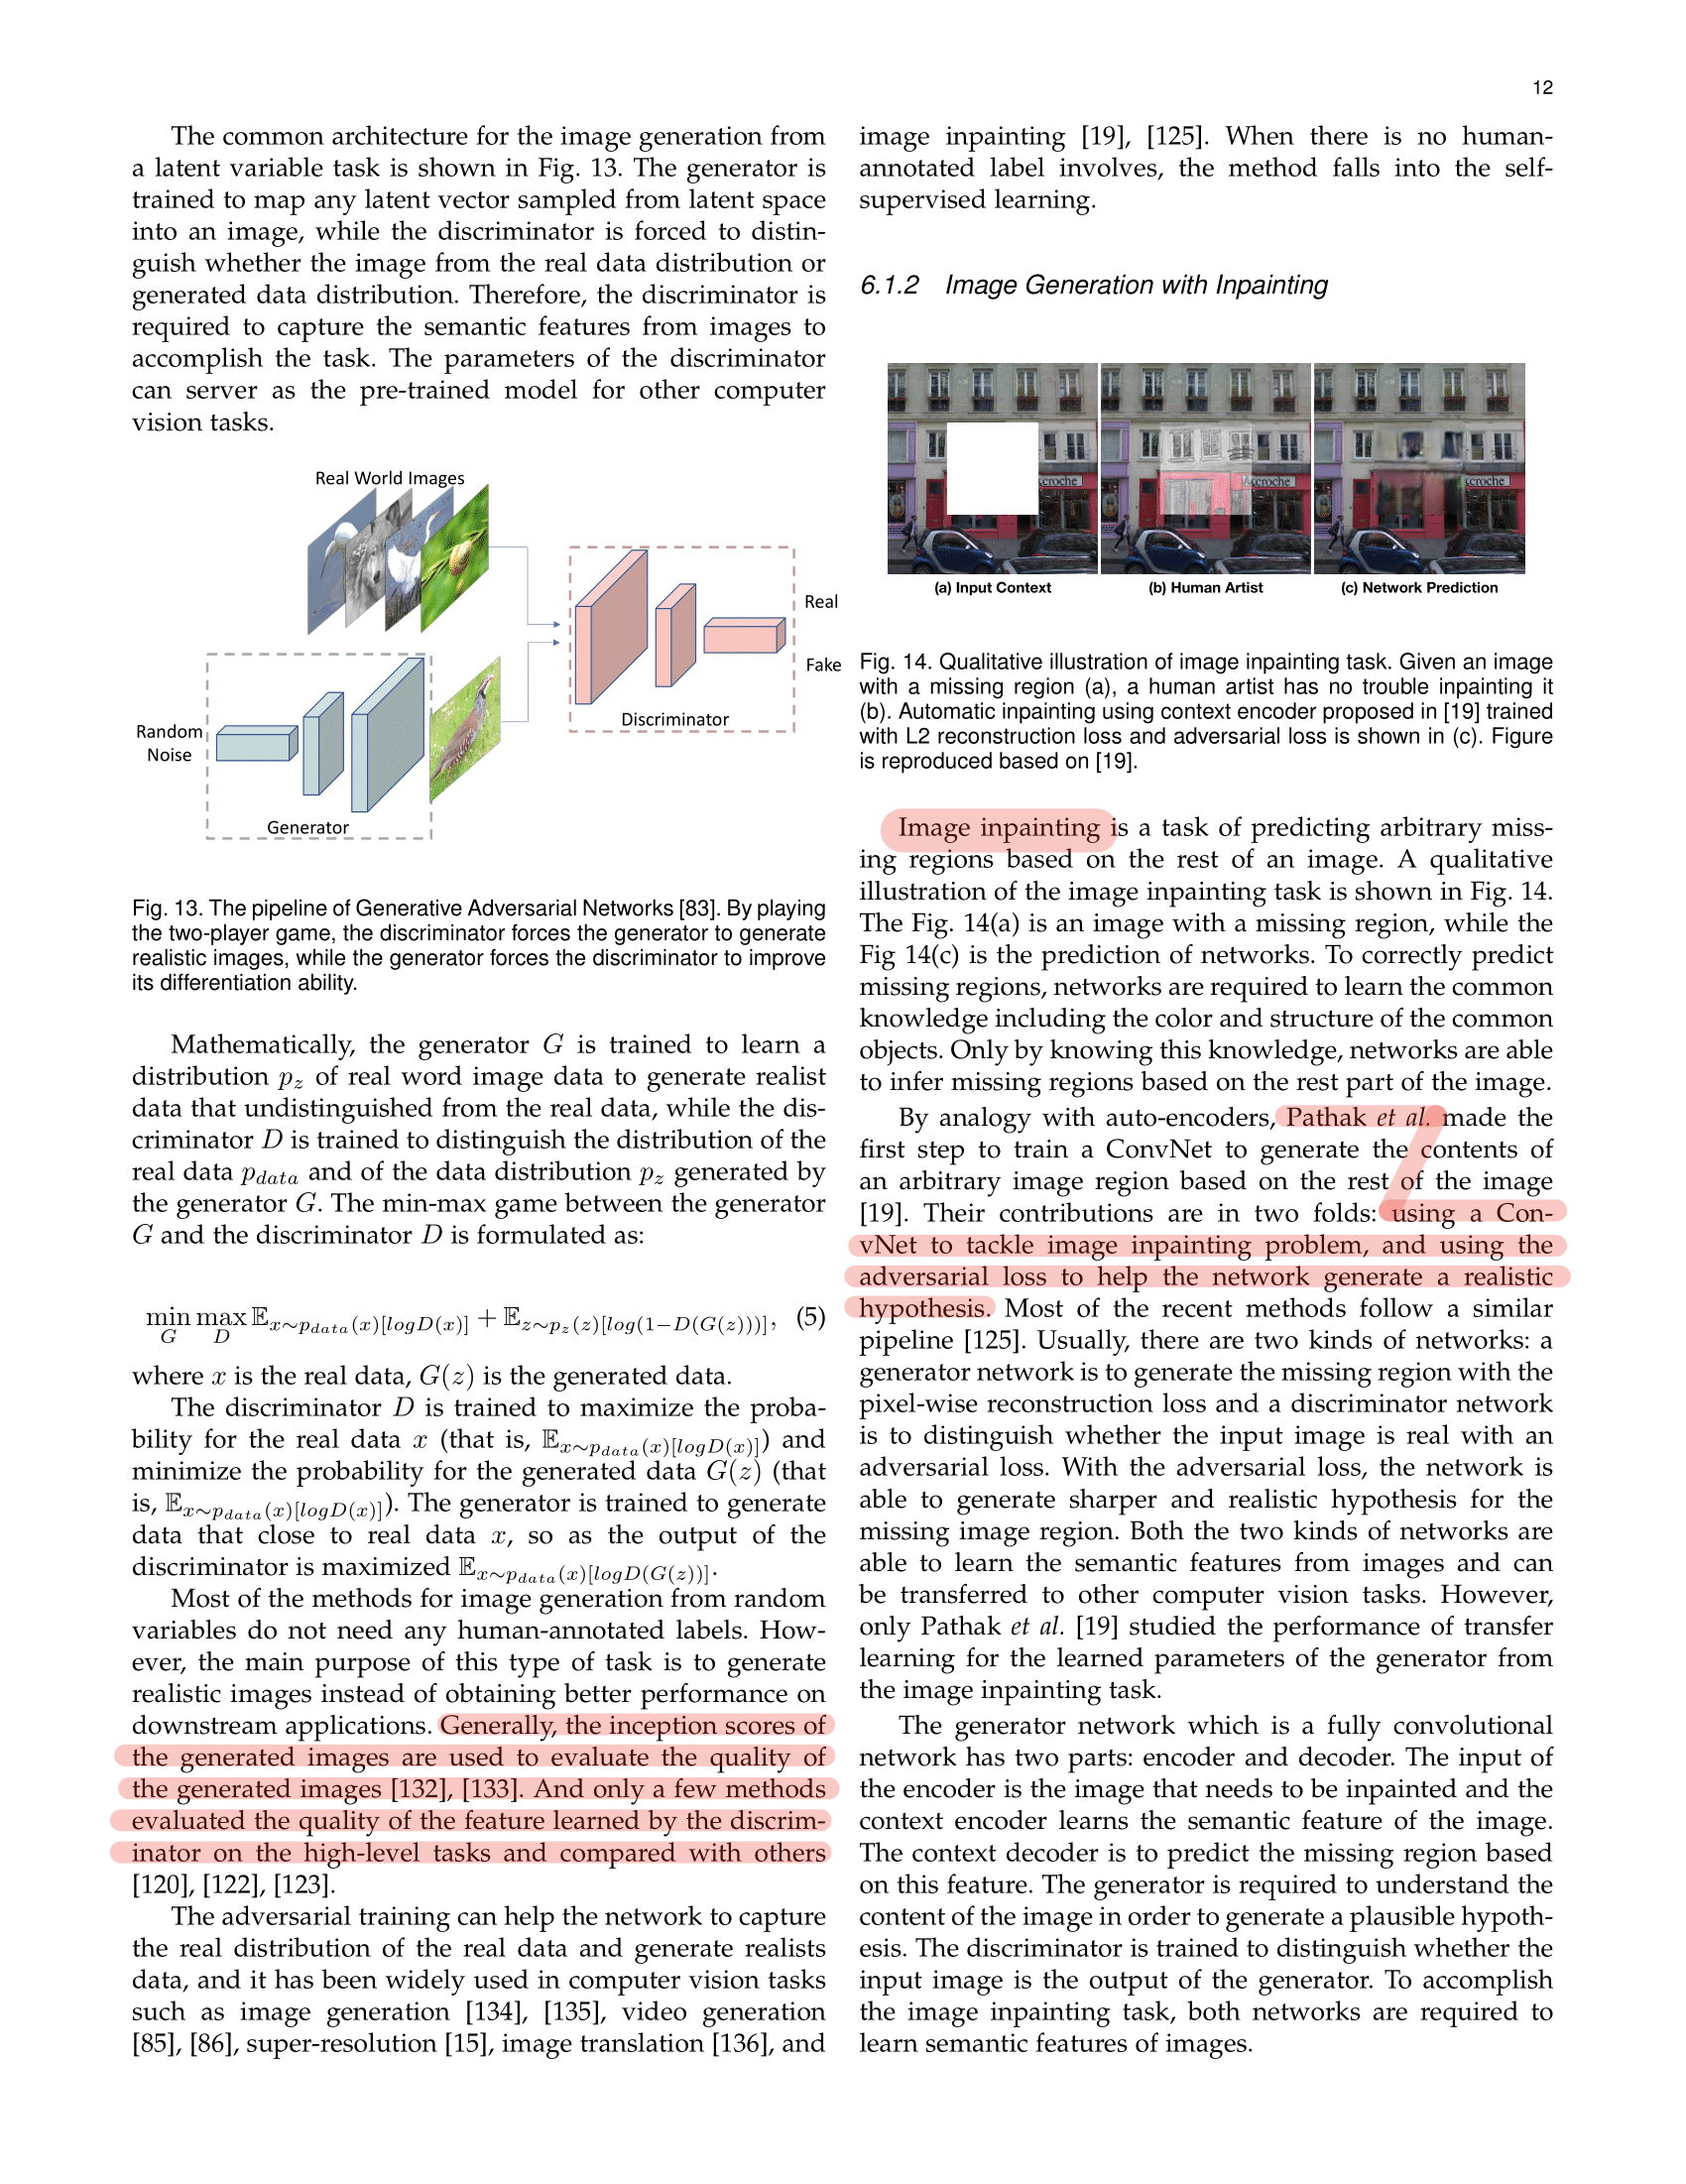 12
The common architecture for the image generation from
a latent variable task is shown in Fig. 13. The generator is
trained to map any latent vector sampled from latent space
into an image, while the discriminator is forced to distin-
guish whether the image from the real data distribution or
generated data distribution. Therefore, the discriminator is
required to capture the semantic features from images to
accomplish the task. The parameters of the discriminator
can server as the pre-trained model for other computer
vision tasks.
Real World Images
Real
Fake
Discriminator
Random
Noise
Generator
Fig. 13. The pipeline of Generative Adversarial Networks [83]. By playing
the two-player game, the discriminator forces the generator to generate
realistic images, while the generator forces the discriminator to improve
its differentiation ability.
Mathematically, the generator G is trained to learn a
distribution p_z of real word image data to generate realist
data that undistinguished from the real data, while the dis-
criminator D is trained to distinguish the distribution of the
real data p_{data} and of the data distribution p_z generated by
the generator G. The min-max game between the generator
G and the discriminator D is formulated as:
min_G max_D 𝔼_{x∼p_{data}(x)[logD(x)]} + 𝔼_{z∼p_z(z)[log(1−D(G(z)))]}, (5)
where x is the real data, G(z) is the generated data.
The discriminator D is trained to maximize the proba-
bility for the real data x (that is, 𝔼_{x∼p_{data}(x)[logD(x)]}) and
minimize the probability for the generated data G(z) (that
is, 𝔼_{x∼p_{data}(x)[logD(x)]}). The generator is trained to generate
data that close to real data x, so as the output of the
discriminator is maximized 𝔼_{x∼p_{data}(x)[logD(G(z))]}.
Most of the methods for image generation from random
variables do not need any human-annotated labels. How-
ever, the main purpose of this type of task is to generate
realistic images instead of obtaining better performance on
downstream applications. Generally, the inception scores of
the generated images are used to evaluate the quality of
the generated images [132], [133]. And only a few methods
evaluated the quality of the feature learned by the discrim-
inator on the high-level tasks and compared with others
[120], [122], [123].
The adversarial training can help the network to capture
the real distribution of the real data and generate realists
data, and it has been widely used in computer vision tasks
such as image generation [134], [135], video generation
[85], [86], super-resolution [15], image translation [136], and
image inpainting [19], [125]. When there is no human-
annotated label involves, the method falls into the self-
supervised learning.
6.1.2 Image Generation with Inpainting
ccroche
Accroche
ccroche
(a) Input Context
(b) Human Artist
(c) Network Prediction
Fig. 14. Qualitative illustration of image inpainting task. Given an image
with a missing region (a), a human artist has no trouble inpainting it
(b). Automatic inpainting using context encoder proposed in [19] trained
with L2 reconstruction loss and adversarial loss is shown in (c). Figure
is reproduced based on [19].
Image inpainting is a task of predicting arbitrary miss-
ing regions based on the rest of an image. A qualitative
illustration of the image inpainting task is shown in Fig. 14.
The Fig. 14(a) is an image with a missing region, while the
Fig 14(c) is the prediction of networks. To correctly predict
missing regions, networks are required to learn the common
knowledge including the color and structure of the common
objects. Only by knowing this knowledge, networks are able
to infer missing regions based on the rest part of the image.
By analogy with auto-encoders, Pathak et al. made the
first step to train a ConvNet to generate the contents of
an arbitrary image region based on the rest of the image
[19]. Their contributions are in two folds: using a Con-
vNet to tackle image inpainting problem, and using the
adversarial loss to help the network generate a realistic
hypothesis. Most of the recent methods follow a similar
pipeline [125]. Usually, there are two kinds of networks: a
generator network is to generate the missing region with the
pixel-wise reconstruction loss and a discriminator network
is to distinguish whether the input image is real with an
adversarial loss. With the adversarial loss, the network is
able to generate sharper and realistic hypothesis for the
missing image region. Both the two kinds of networks are
able to learn the semantic features from images and can
be transferred to other computer vision tasks. However,
only Pathak et al. [19] studied the performance of transfer
learning for the learned parameters of the generator from
the image inpainting task.
The generator network which is a fully convolutional
network has two parts: encoder and decoder. The input of
the encoder is the image that needs to be inpainted and the
context encoder learns the semantic feature of the image.
The context decoder is to predict the missing region based
on this feature. The generator is required to understand the
content of the image in order to generate a plausible hypoth-
esis. The discriminator is trained to distinguish whether the
input image is the output of the generator. To accomplish
the image inpainting task, both networks are required to
learn semantic features of images.